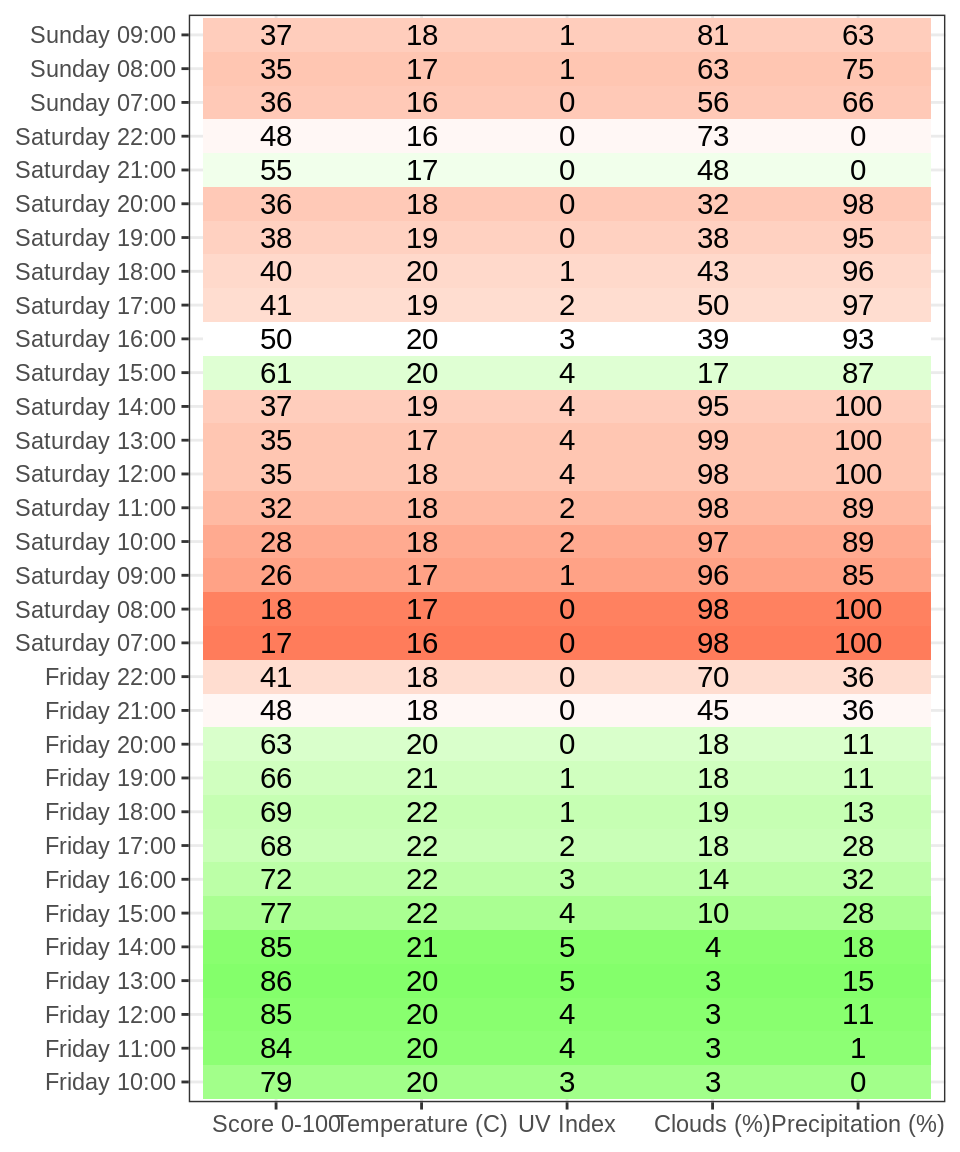 Sunday 09:00 37 18 1 81 63
Sunday 08:00 35 17 1 63 75
Sunday 07:00 36 16 0 56 66
Saturday 22:00 48 16 0 73 0
Saturday 21:00 55 17 0 48 0
Saturday 20:00 36 18 0 32 98
Saturday 19:00 38 19 0 38 95
Saturday 18:00 40 20 1 43 96
Saturday 17:00 41 19 2 50 97
Saturday 16:00 50 20 3 39 93
Saturday 15:00 61 20 4 17 87
Saturday 14:00 37 19 4 95 100
Saturday 13:00 35 17 4 99 100
Saturday 12:00 35 18 4 98 100
Saturday 11:00 32 18 2 98 89
Saturday 10:00 28 18 2 97 89
Saturday 09:00 26 17 1 96 85
Saturday 08:00 18 17 0 98 100
Saturday 07:00 17 16 0 98 100
Friday 22:00 41 18 0 70 36
Friday 21:00 48 18 0 45 36
Friday 20:00 63 20 0 18 11
Friday 19:00 66 21 1 18 11
Friday 18:00 69 22 1 19 13
Friday 17:00 68 22 2 18 28
Friday 16:00 72 22 3 14 32
Friday 15:00 77 22 4 10 28
Friday 14:00 85 21 5 4 18
Friday 13:00 86 20 5 3 15
Friday 12:00 85 20 4 3 11
Friday 11:00 84 20 4 3 1
Friday 10:00 79 20 3 3 0
Score 0-100 Temperature (C) UV Index Clouds (%) Precipitation (%)